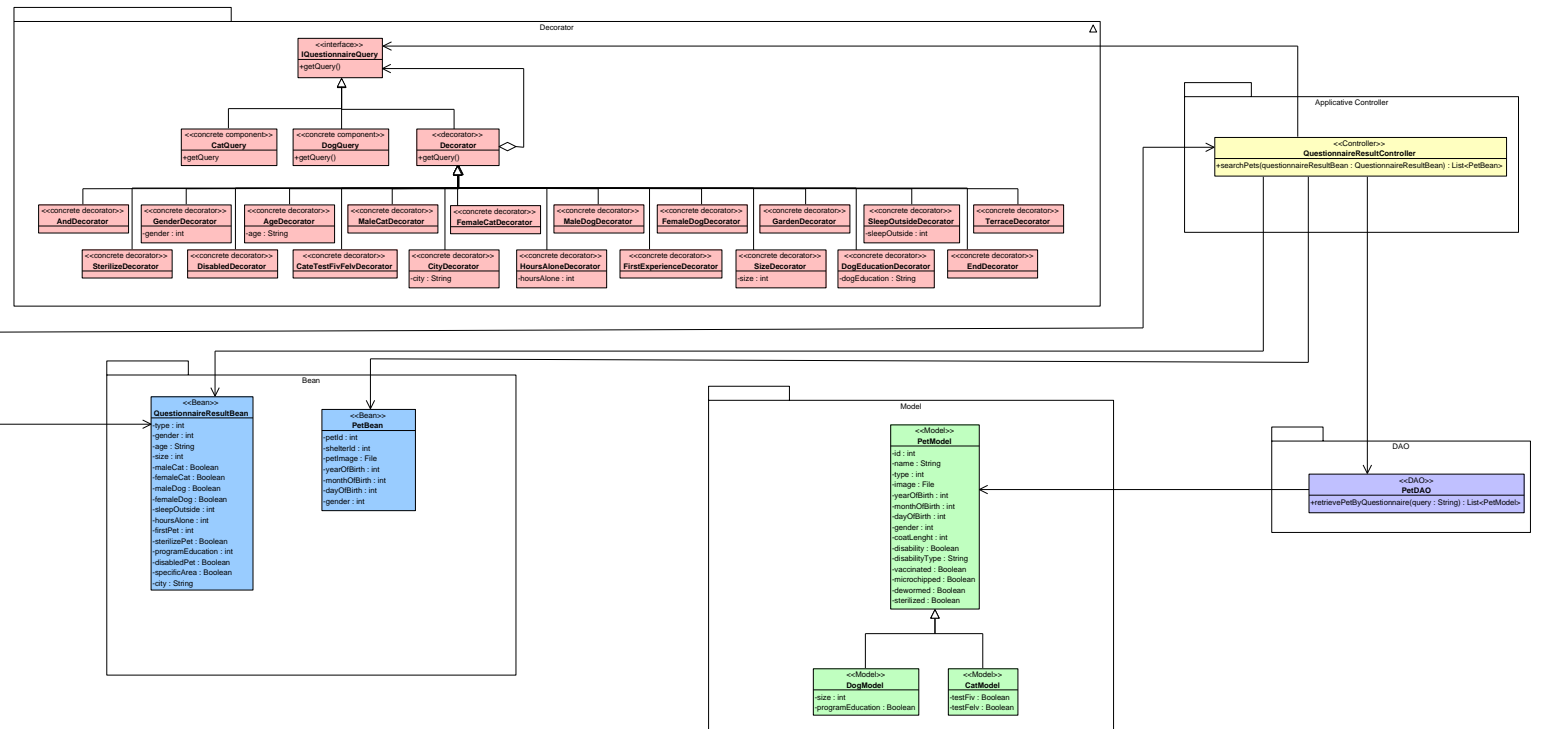 Decorator
<<interface>>
IQuestionnaireQuery
+getQuery()
<<concrete component>>
CatQuery
+getQuery
<<concrete component>>
DogQuery
+getQuery()
<<decorator>>
Decorator
+getQuery()
<<concrete decorator>>
AndDecorator
<<concrete decorator>>
GenderDecorator
-gender : int
<<concrete decorator>>
AgeDecorator
-age : String
<<concrete decorator>>
MaleCatDecorator
<<concrete decorator>>
FemaleCatDecorator
<<concrete decorator>>
MaleDogDecorator
<<concrete decorator>>
FemaleDogDecorator
<<concrete decorator>>
GardenDecorator
<<concrete decorator>>
SleepOutsideDecorator
-sleepOutside : int
<<concrete decorator>>
TerraceDecorator
<<concrete decorator>>
SterilizeDecorator
<<concrete decorator>>
DisabledDecorator
<<concrete decorator>>
CateTestFivFelvDecorator
<<concrete decorator>>
CityDecorator
-city : String
<<concrete decorator>>
HoursAloneDecorator
-hoursAlone : int
<<concrete decorator>>
FirstExperienceDecorator
<<concrete decorator>>
SizeDecorator
-size : int
<<concrete decorator>>
DogEducationDecorator
-dogEducation : String
<<concrete decorator>>
EndDecorator
Applicative Controller
<<Controller>>
QuestionnaireResultController
+searchPets(questionnaireResultBean : QuestionnaireResultBean) : List<PetBean>
Bean
<<Bean>>
QuestionnaireResultBean
-type : int
-gender : int
-age : String
-size : int
-maleCat : Boolean
-femaleCat : Boolean
-maleDog : Boolean
-femaleDog : Boolean
-sleepOutside : int
-hoursAlone : int
-firstPet : int
-sterilizePet : Boolean
-programEducation : int
-disabledPet : Boolean
-specificArea : Boolean
-city : String
<<Bean>>
PetBean
-petId : int
-shelterId : int
-petImage : File
-yearOfBirth : int
-monthOfBirth : int
-dayOfBirth : int
-gender : int
Model
<<Model>>
PetModel
-id : int
-name : String
-type : int
-image : File
-yearOfBirth : int
-monthOfBirth : int
-dayOfBirth : int
-gender : int
-coatLenght : int
-disability : Boolean
-disabilityType : String
-vaccinated : Boolean
-microchipped : Boolean
-dewormed : Boolean
-sterilized : Boolean
<<Model>>
DogModel
-size : int
-programEducation : Boolean
<<Model>>
CatModel
-testFiv : Boolean
-testFelv : Boolean
DAO
<<DAO>>
PetDAO
+retrievePetByQuestionnaire(query : String) : List<PetModel>